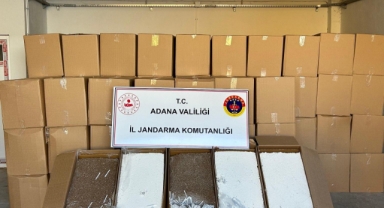 T.C.
ADANA VALİLİĞİ
İL JANDARMA KOMUTANLIĞI